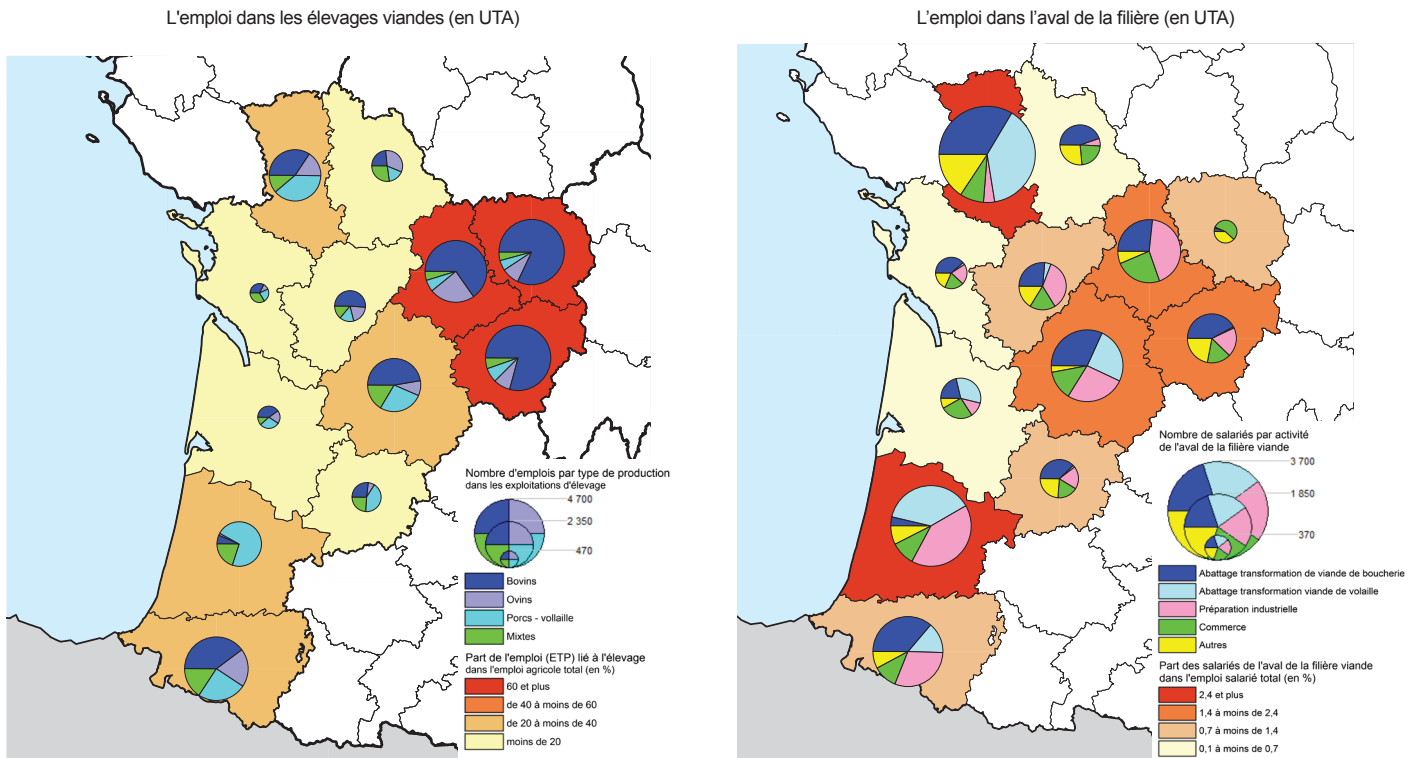 L'emploi dans les élevages viandes (en UTA)
Nombre d'emplois par type de production
dans les exploitations d'élevage
4 700
2 350
470
Bovins
Ovins
Porcs - vollaille
Mixtes
Part de l'emploi (ETP) lié à l'élevage
dans l'emploi agricole total (en %)
60 et plus
de 40 à moins de 60
de 20 à moins de 40
moins de 20
L'emploi dans l'aval de la filière (en UTA)
Nombre de salariés par activité
de l'aval de la filière viande
3 700
1 850
370
Abattage transformation de viande de boucherie
Abattage transformation viande de volaille
Préparation industrielle
Commerce
Autres
Part des salariés de l'aval de la filière viande
dans l'emploi salarié total (en %)
2,4 et plus
1,4 à moins de 2,4
0,7 à moins de 1,4
0,1 à moins de 0,7